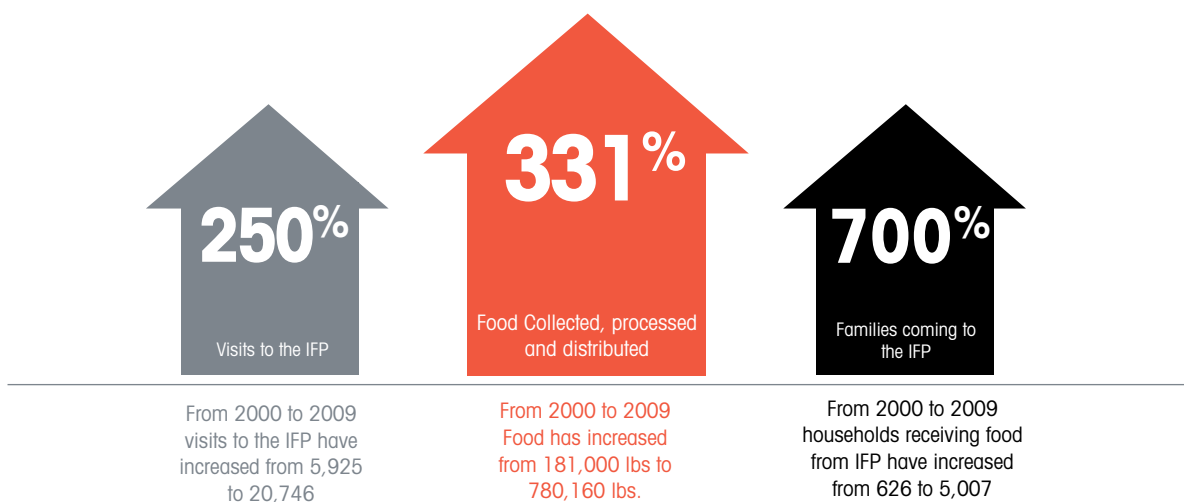 250%
Visits to the IFP
331%
Food Collected, processed
and distributed
700%
Families coming to
the IFP
From 2000 to 2009
visits to the IFP have
increased from 5,925
to 20,746
From 2000 to 2009
Food has increased
from 181,000 lbs to
780,160 lbs.
From 2000 to 2009
households receiving food
from IFP have increased
from 626 to 5,007